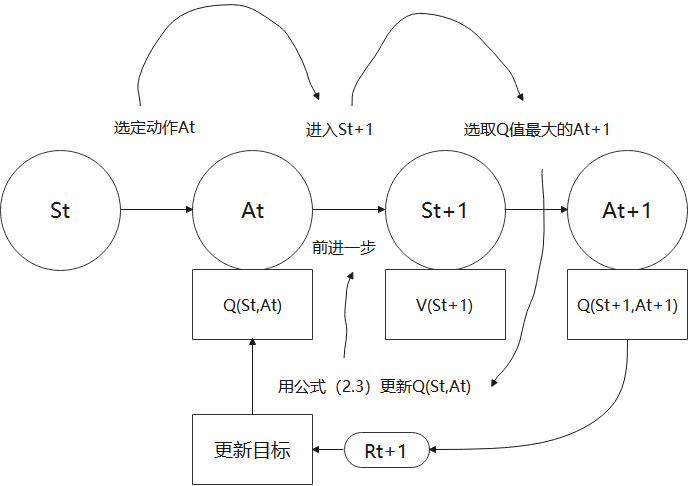 选定动作At
进入St+1
选取Q值最大的At+1
St
At
St+1
At+1
前进一步
Q(St,At)
V(St+1)
Q(St+1,At+1)
用公式（2.3）更新Q(St,At)
更新目标
Rt+1